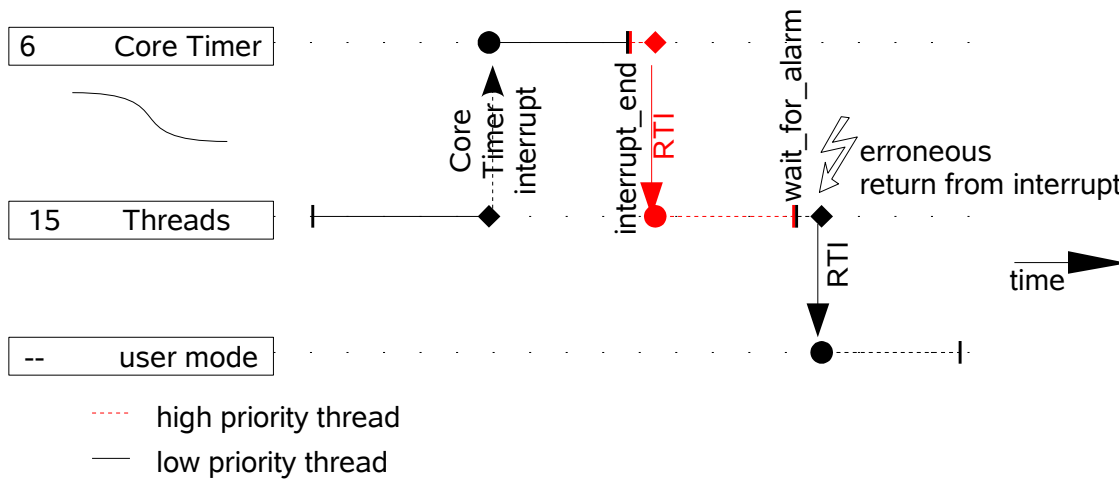 6 Core Timer
Core
Timer
interrupt
interrupt_end
RTI
wait_for_alarm
erroneous
return from interrupt
15 Threads
RTI
time
-- user mode
high priority thread
low priority thread